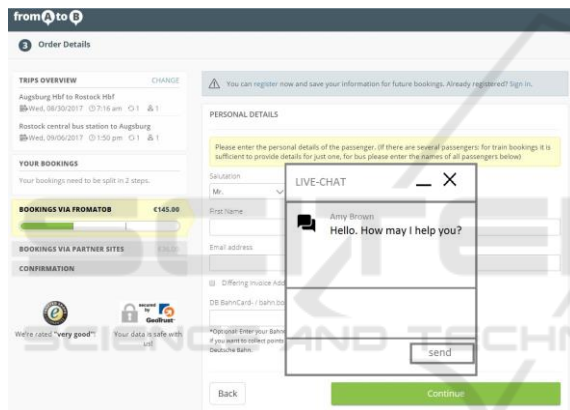 fromAtoB
3 Order Details
TRIPS OVERVIEW CHANGE
Augsburg Hbf to Rostock Hbf
Wed, 08/30/2017 7:16 am 1 1
Rostock central bus station to Augsburg
Wed, 09/06/2017 1:50 pm 1 1
YOUR BOOKINGS
Your bookings need to be split in 2 steps.
BOOKINGS VIA FROMATOB €145.00
BOOKINGS VIA PARTNER SITES
CONFIRMATION
secured by
GeoTrust
We're rated "very good"!
Your data is safe with us!
You can register now and save your information for future bookings. Already registered? Sign in.
PERSONAL DETAILS
Please enter the personal details of the passenger. (If there are several passengers: for train bookings it is
sufficient to provide details for just one, for bus please enter the names of all passengers below)
Salutation
Mr.
First Name
Email address
Differing Invoice Add
DB BahnCard- / bahn.bo
*Optional: Enter your Bahn
if you want to collect points
Deutsche Bahn.
LIVE-CHAT
Amy Brown
Hello. How may I help you?
send
Back
Continue
SCITE
SCIENCE AND TECHN